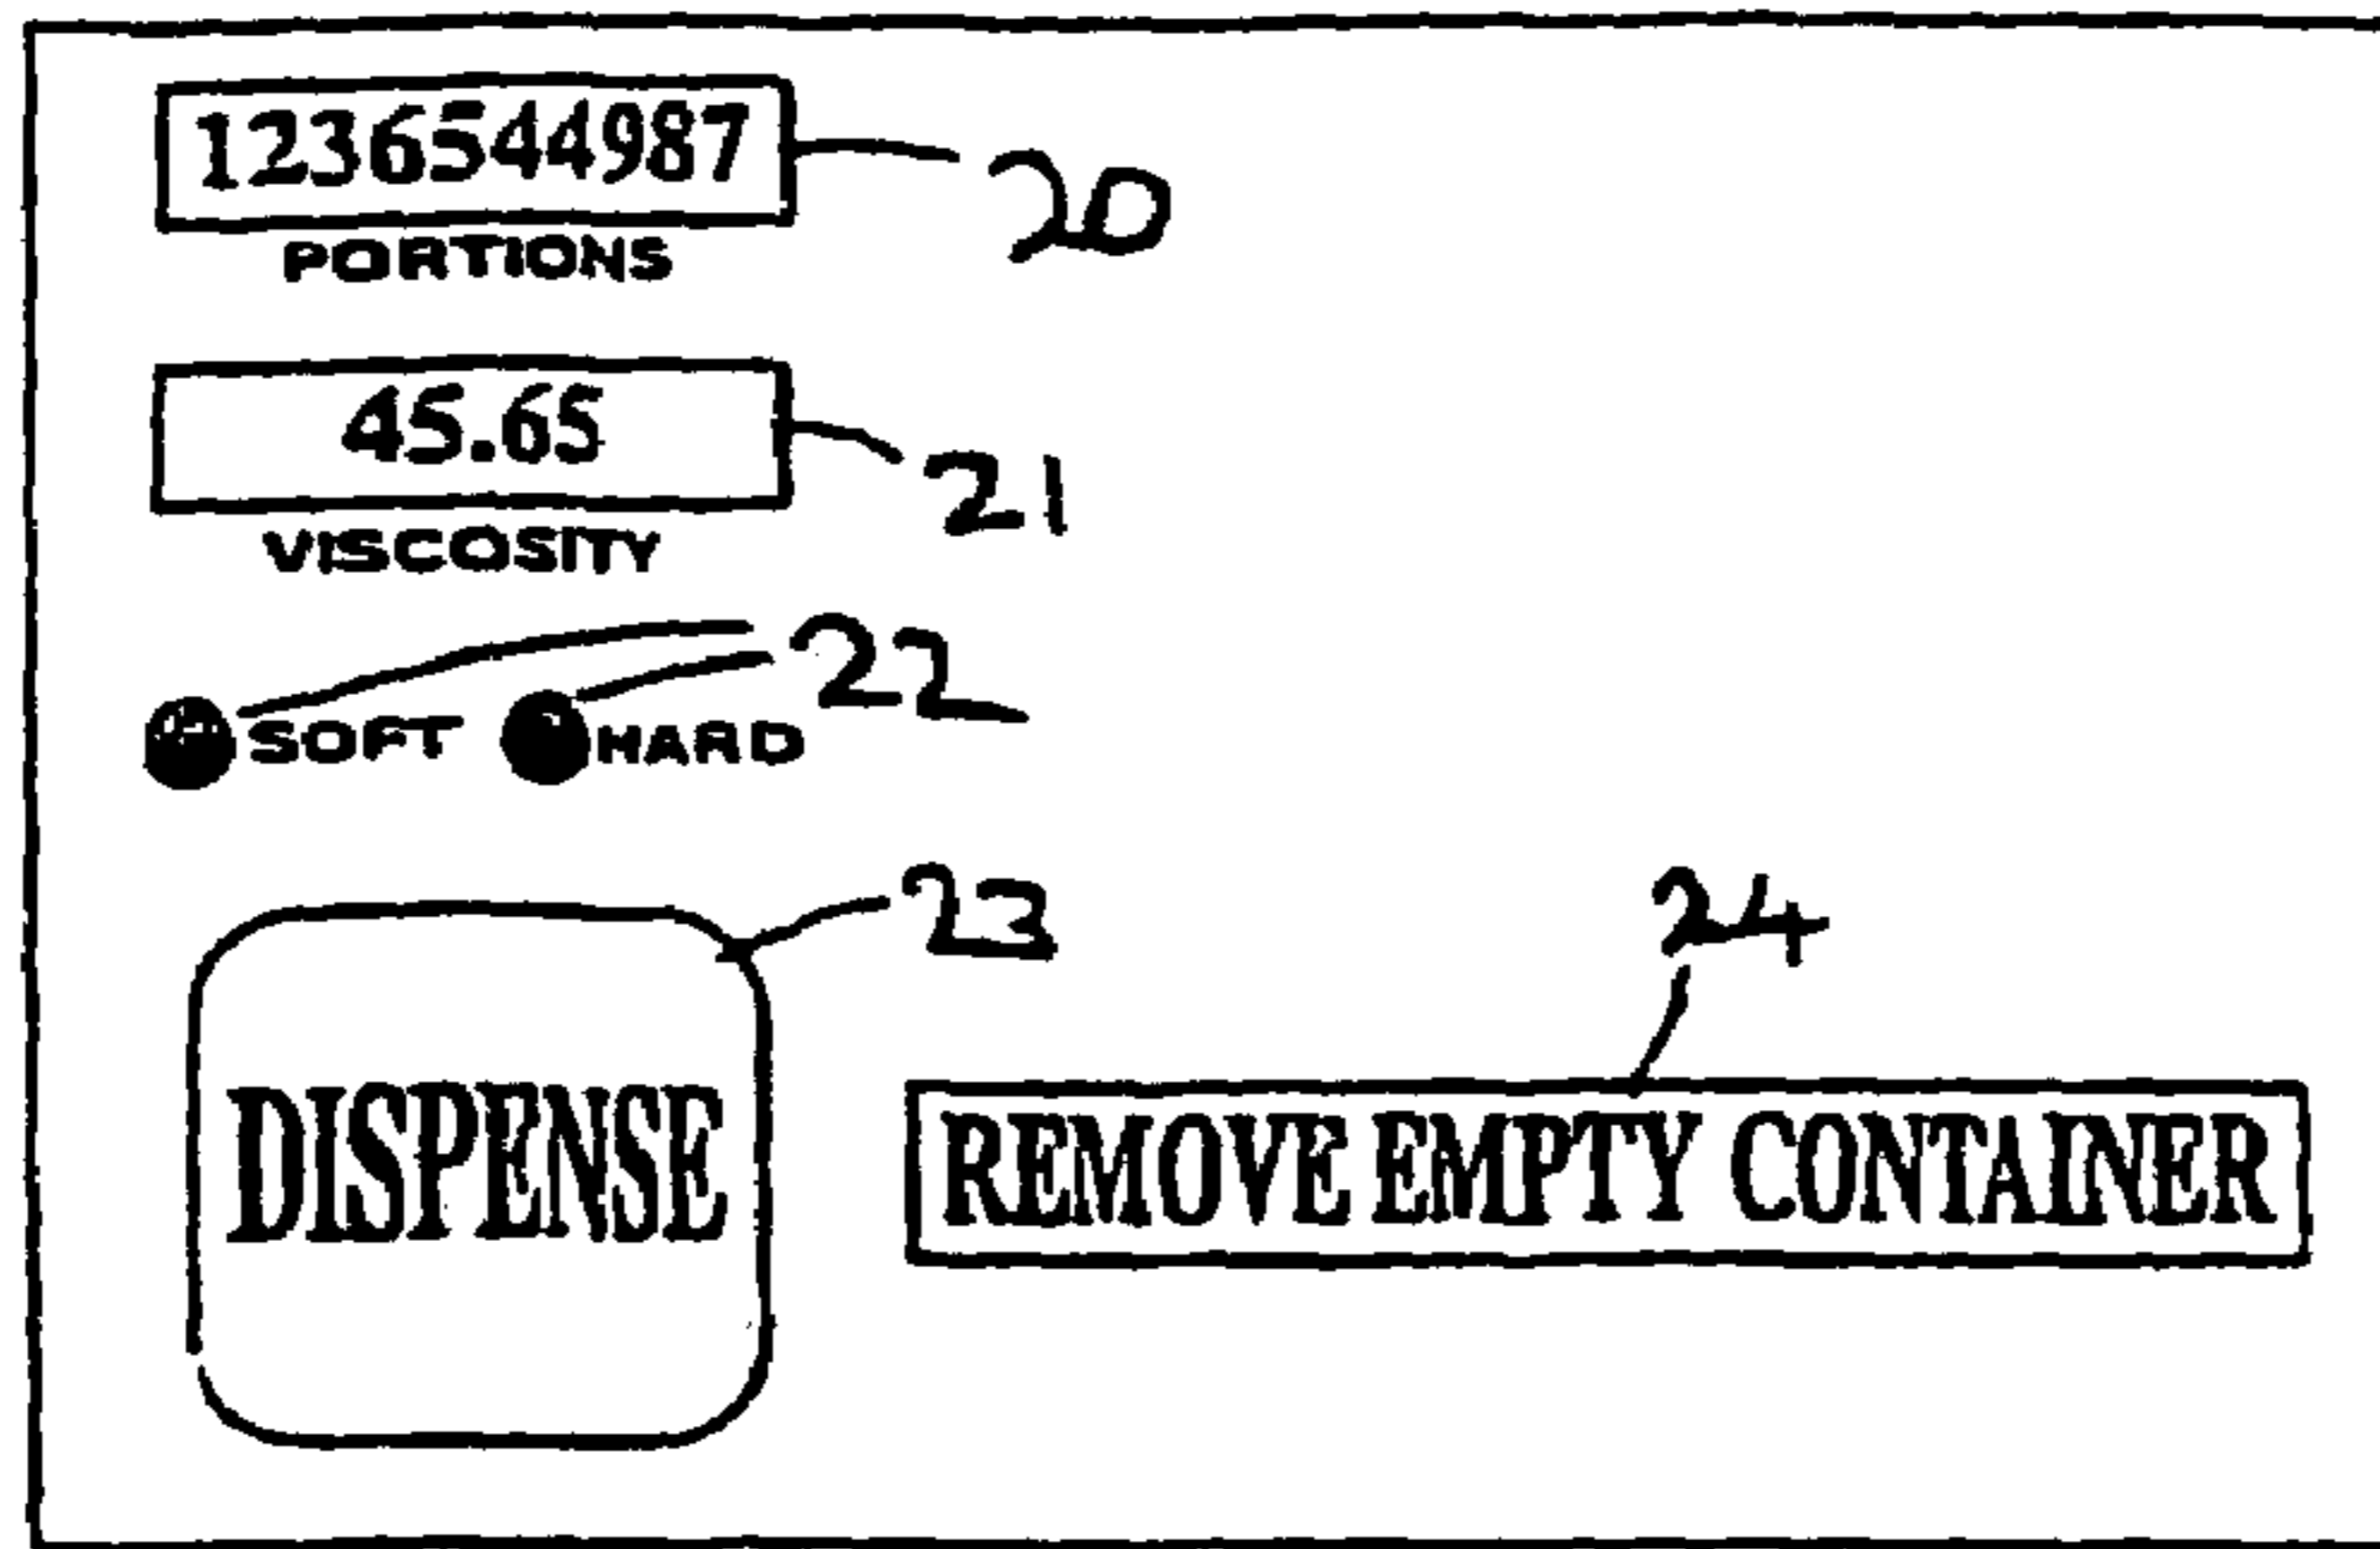 1236544987
20
PORTIONS
45.65
21
VISCOSITY
22
SOFT HARD
23
24
DISPENSE
REMOVE EMPTY CONTAINER